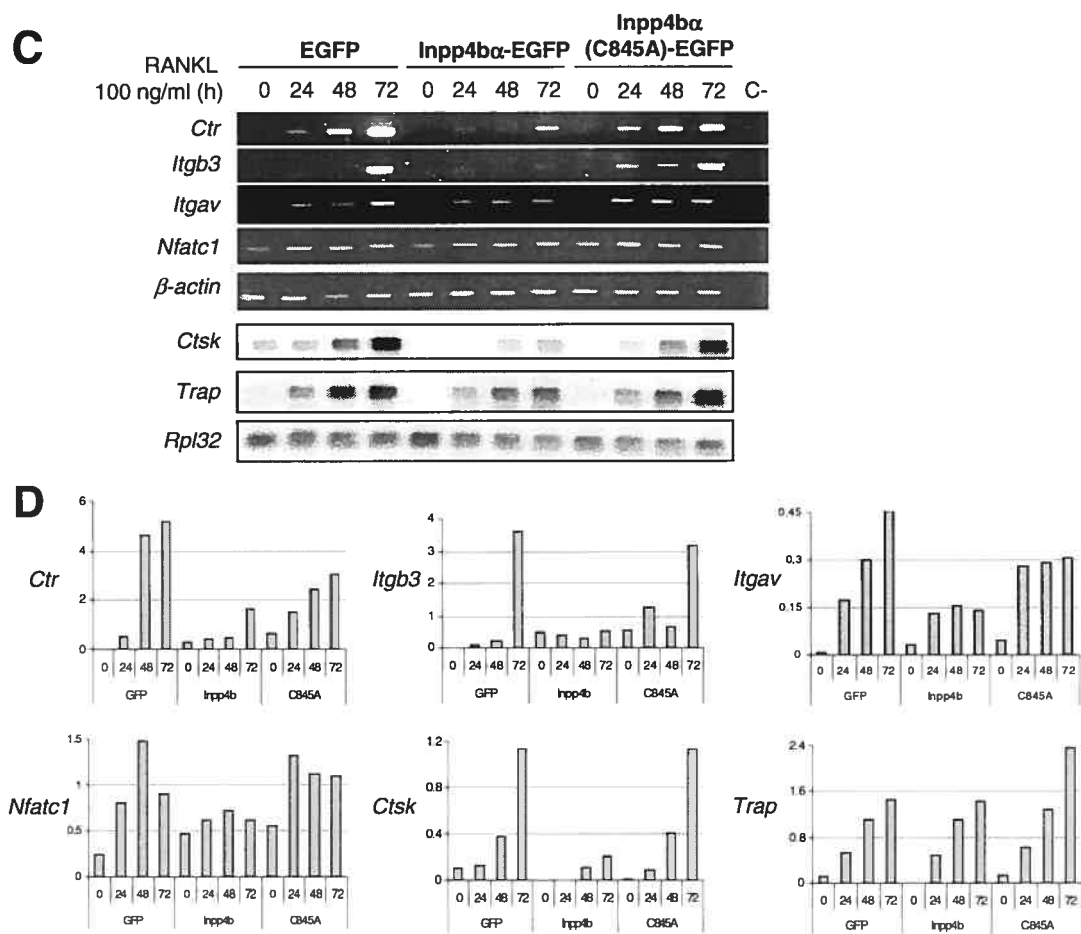 C
Inpp4bα
EGFP Inpp4bα-EGFP (C845A)-EGFP
RANKL
100 ng/ml (h) 0 24 48 72 0 24 48 72 0 24 48 72 C-
Ctr
Itgb3
Itgav
Nfatc1
β-actin
Ctsk
Trap
Rpl32
D
Ctr
6
4
2
0
0 24 48 72 0 24 48 72 0 24 48 72
GFP Inpp4b C845A
Itgb3
4
3
2
1
0
0 24 48 72 0 24 48 72 0 24 48 72
GFP Inpp4b C845A
Itgav
0.45
0.3
0.15
0
0 24 48 72 0 24 48 72 0 24 48 72
GFP Inpp4b C845A
Nfatc1
1.5
1
0.5
0
0 24 48 72 0 24 48 72 0 24 48 72
GFP Inpp4b C845A
Ctsk
1.2
0.8
0.4
0
0 24 48 72 0 24 48 72 0 24 48 72
GFP Inpp4b C845A
Trap
2.4
1.6
0.8
0
0 24 48 72 0 24 48 72 0 24 48 72
GFP Inpp4b C845A